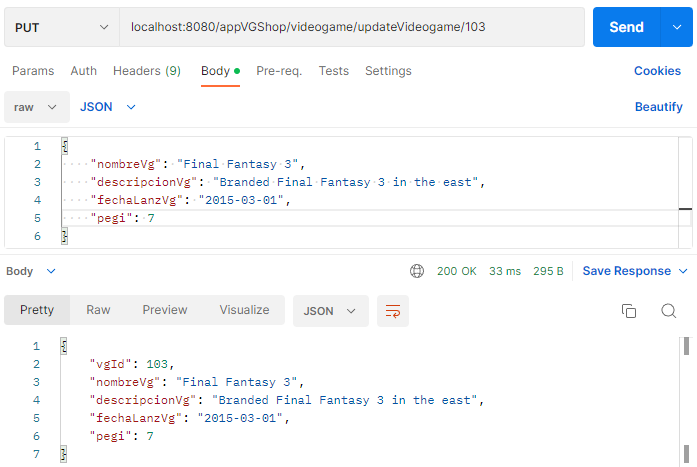 PUT localhost:8080/appVGShop/videogame/updateVideogame/103 Send
Params Auth Headers (9) Body Pre-req. Tests Settings Cookies
raw JSON Beautify
1 {
2 "nombreVg": "Final Fantasy 3",
3 "descripcionVg": "Branded Final Fantasy 3 in the east",
4 "fechaLanzVg": "2015-03-01",
5 "pegi": 7
6 }
Body 200 OK 33 ms 295 B Save Response
Pretty Raw Preview Visualize JSON
1 {
2 "vgId": 103,
3 "nombreVg": "Final Fantasy 3",
4 "descripcionVg": "Branded Final Fantasy 3 in the east",
5 "fechaLanzVg": "2015-03-01",
6 "pegi": 7
7 }